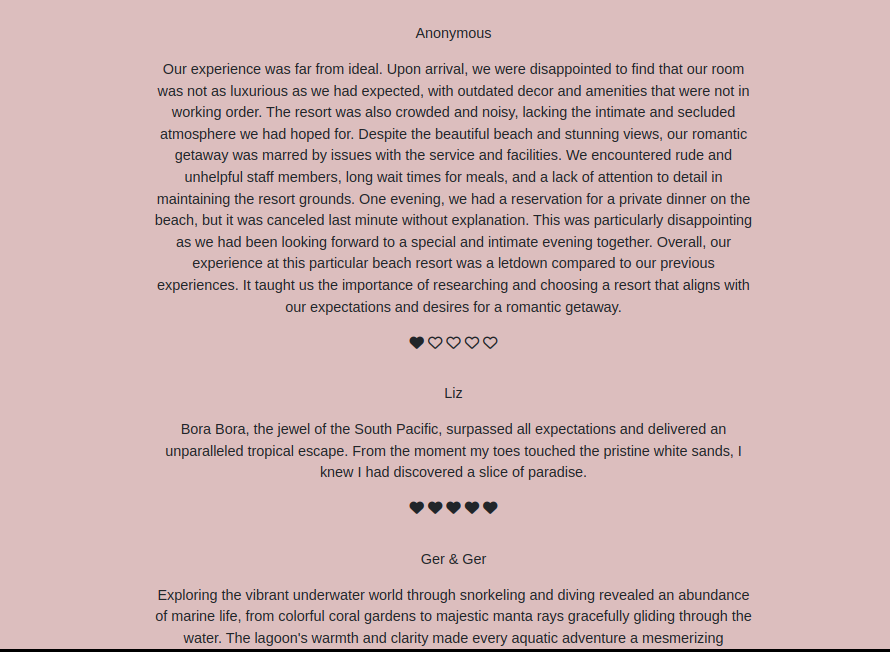 Anonymous
Our experience was far from ideal. Upon arrival, we were disappointed to find that our room
was not as luxurious as we had expected, with outdated decor and amenities that were not in
working order. The resort was also crowded and noisy, lacking the intimate and secluded
atmosphere we had hoped for. Despite the beautiful beach and stunning views, our romantic
getaway was marred by issues with the service and facilities. We encountered rude and
unhelpful staff members, long wait times for meals, and a lack of attention to detail in
maintaining the resort grounds. One evening, we had a reservation for a private dinner on the
beach, but it was canceled last minute without explanation. This was particularly disappointing
as we had been looking forward to a special and intimate evening together. Overall, our
experience at this particular beach resort was a letdown compared to our previous
experiences. It taught us the importance of researching and choosing a resort that aligns with
our expectations and desires for a romantic getaway.
Liz
Bora Bora, the jewel of the South Pacific, surpassed all expectations and delivered an
unparalleled tropical escape. From the moment my toes touched the pristine white sands, I
knew I had discovered a slice of paradise.
Ger & Ger
Exploring the vibrant underwater world through snorkeling and diving revealed an abundance
of marine life, from colorful coral gardens to majestic manta rays gracefully gliding through the
water. The lagoon's warmth and clarity made every aquatic adventure a mesmerizing